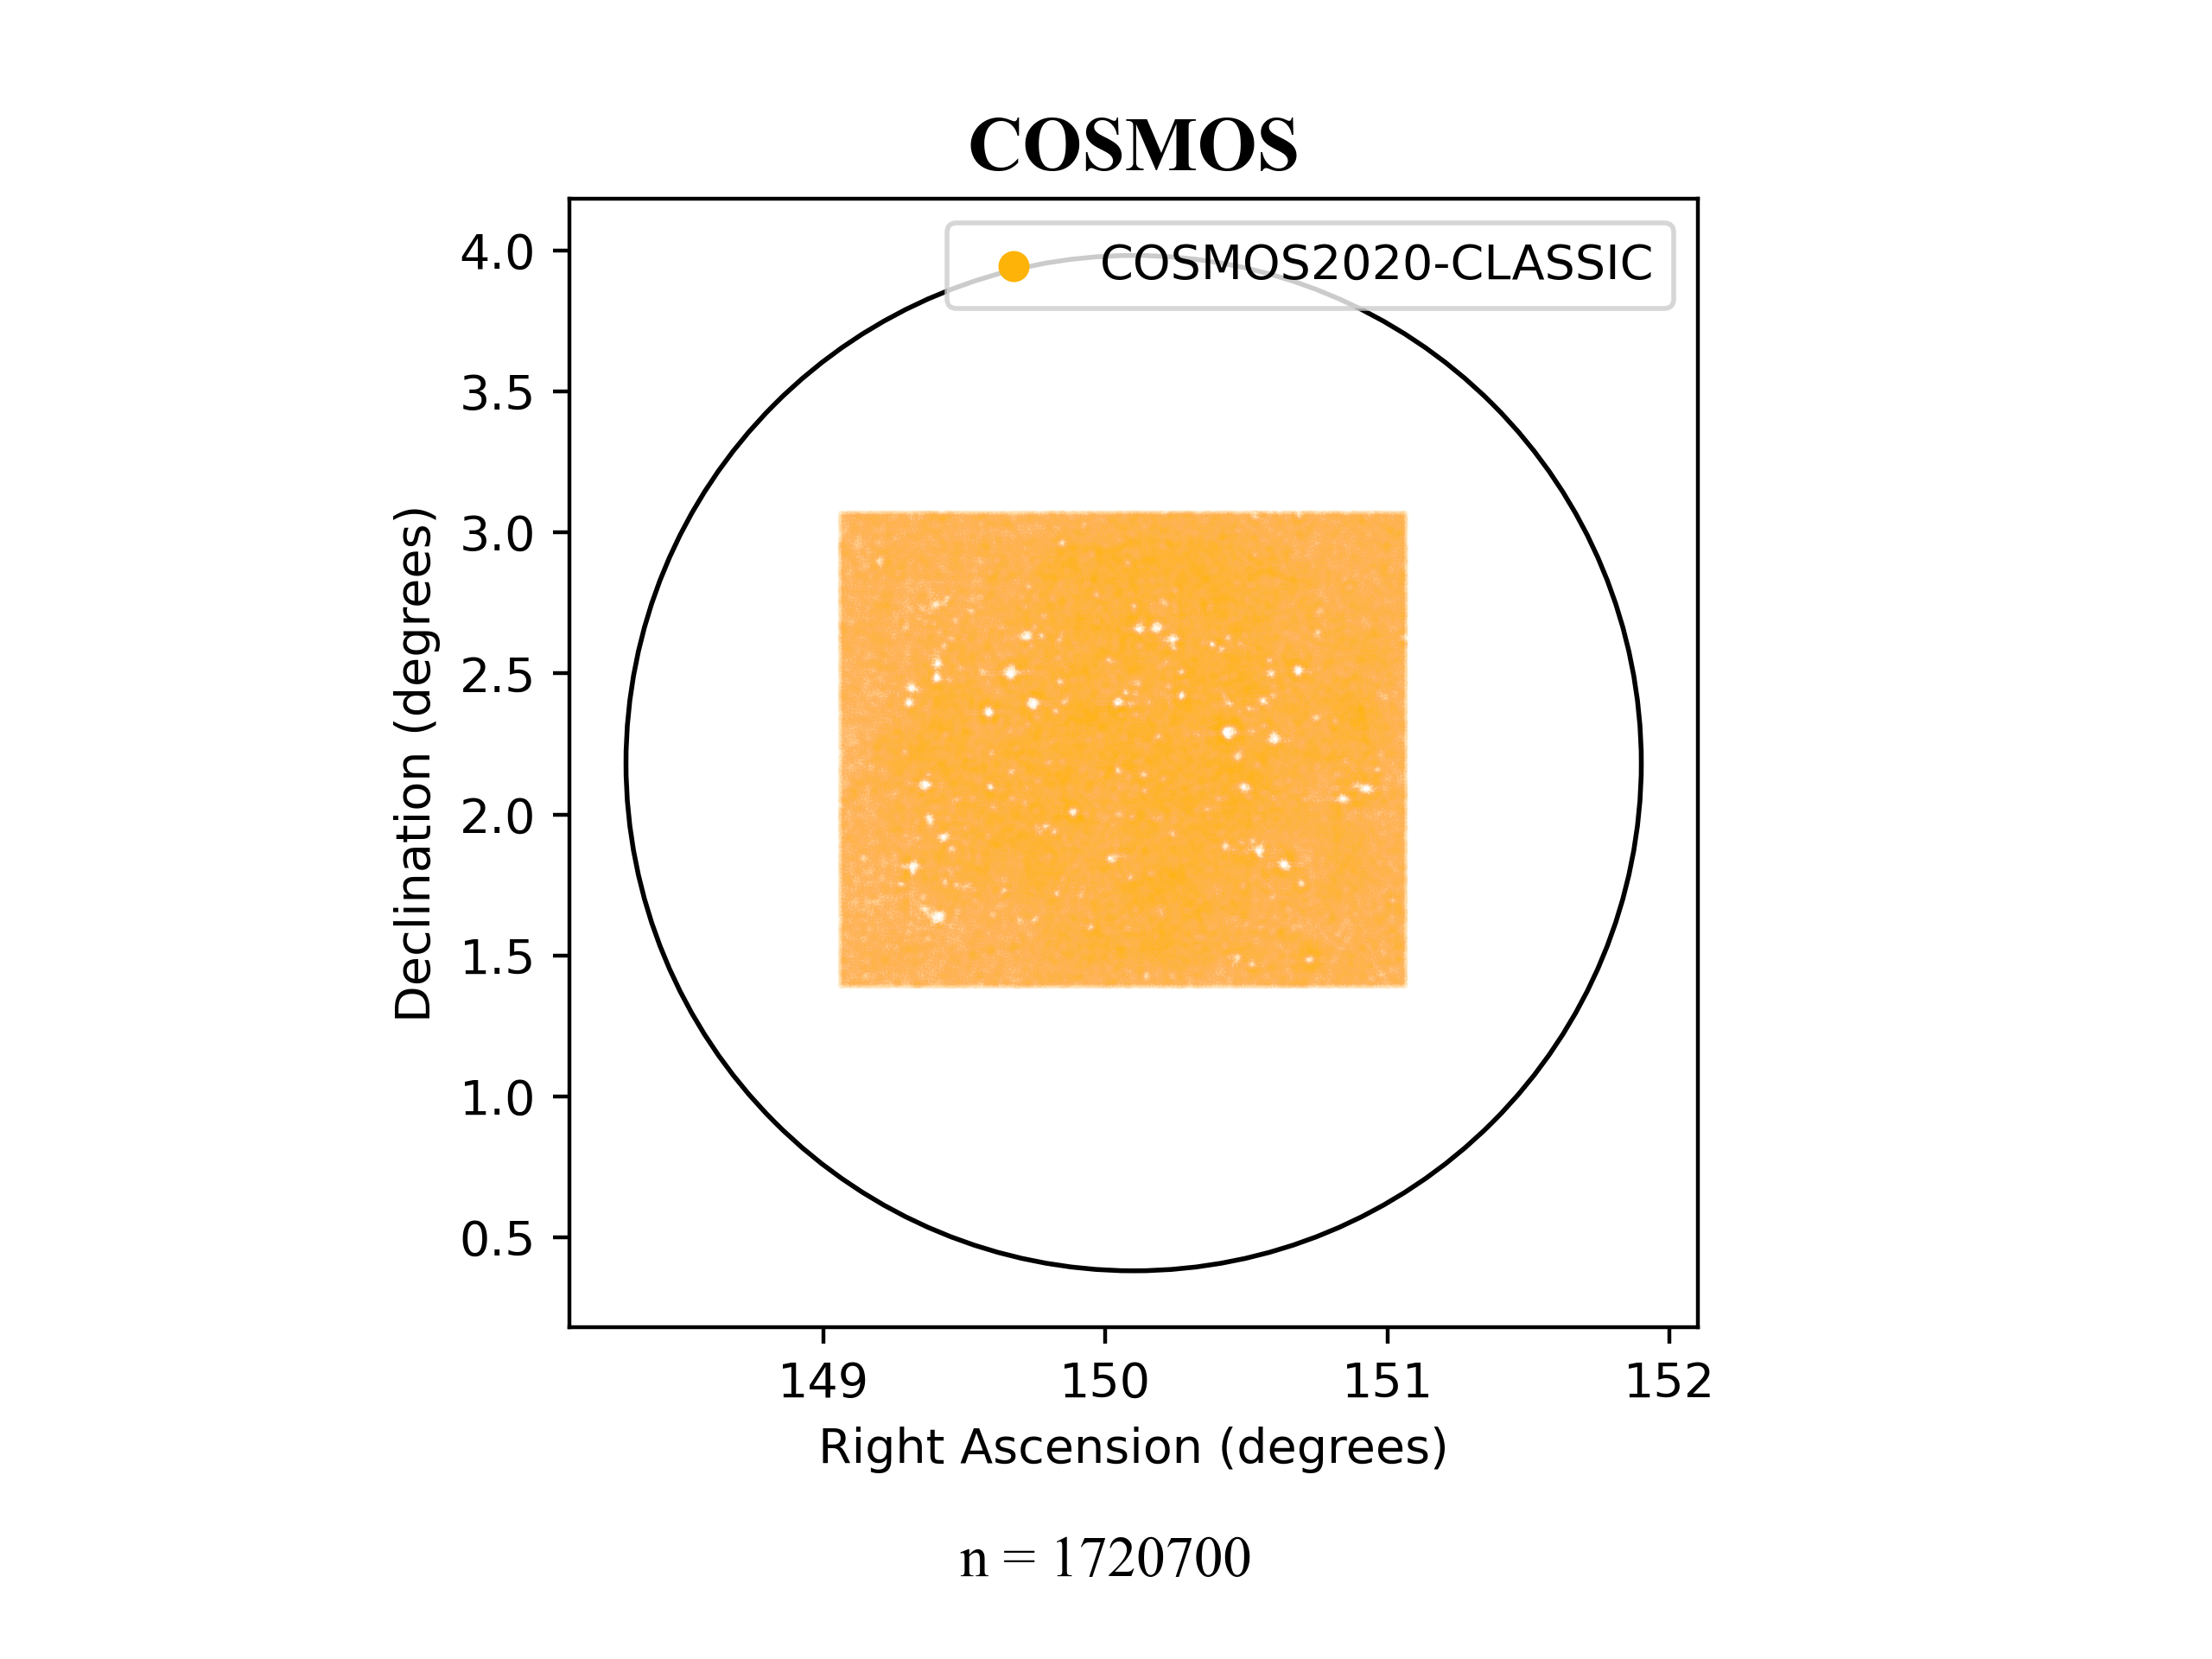 COSMOS
COSMOS2020-CLASSIC
4.0
3.5
3.0
2.5
2.0
1.5
1.0
0.5
Declination (degrees)
149 150 151 152
Right Ascension (degrees)
n = 1720700